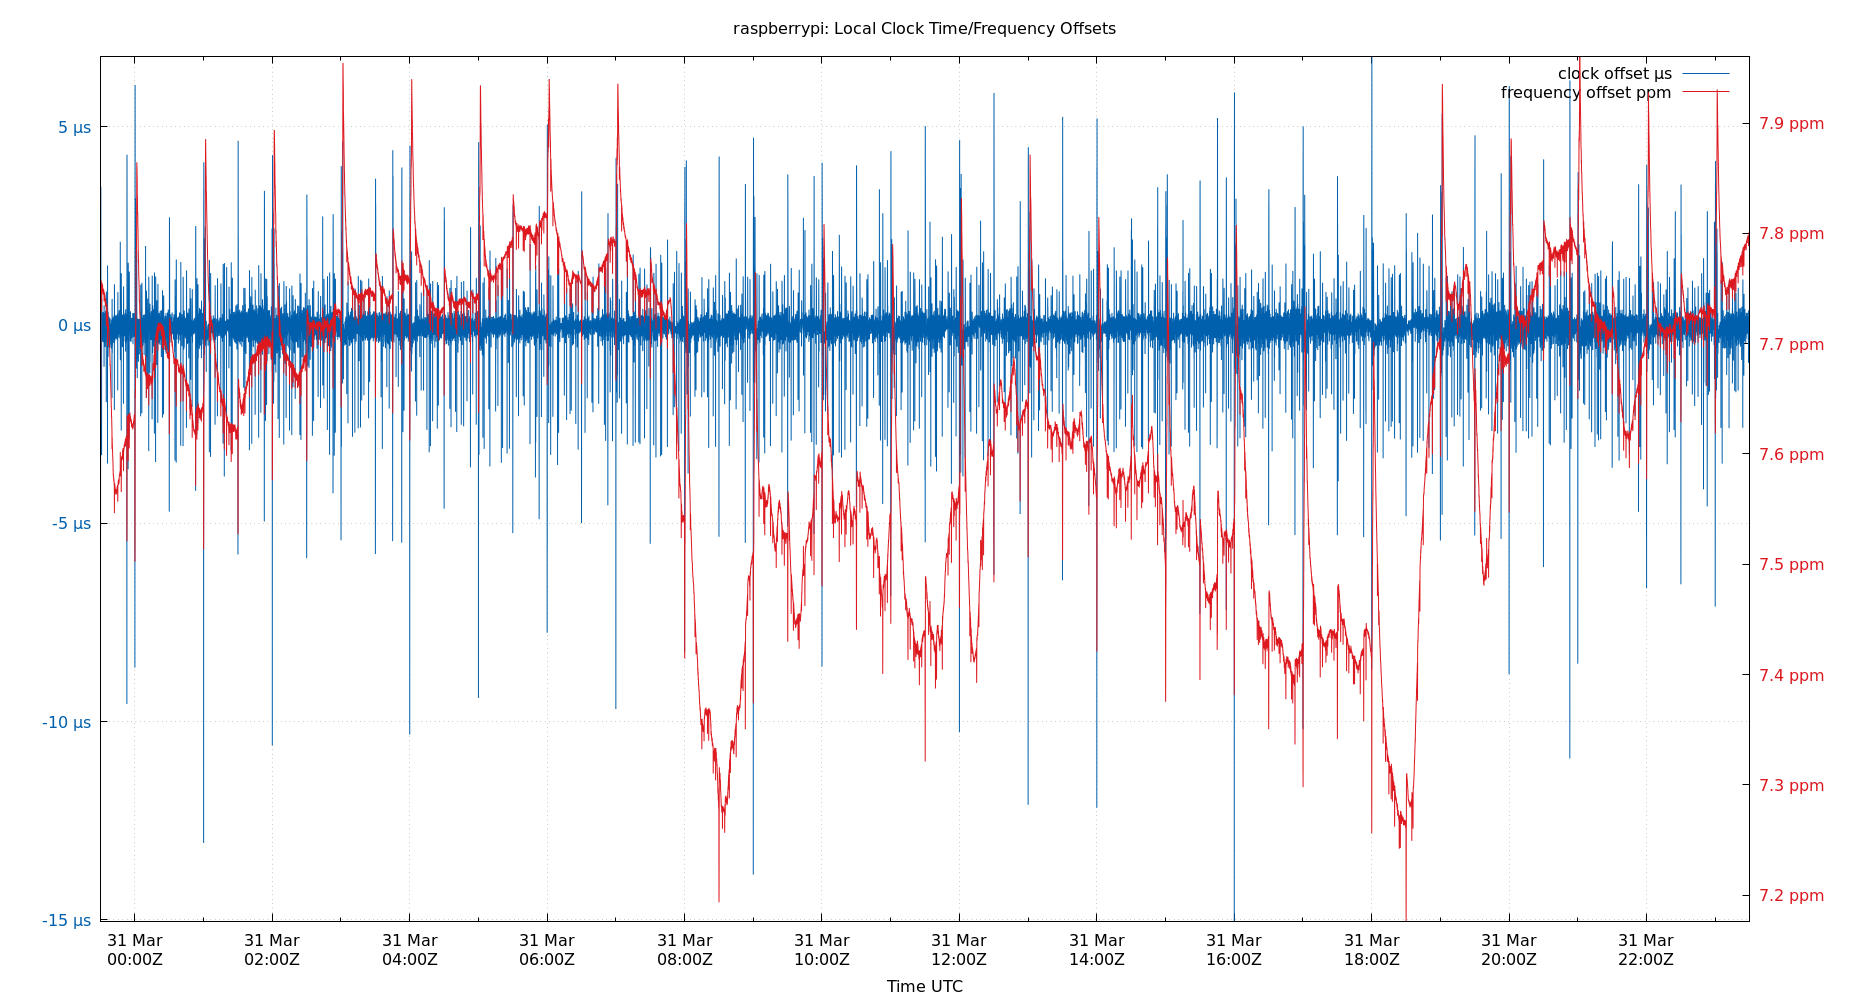 raspberrypi: Local Clock Time/Frequency Offsets
clock offset µs
frequency offset ppm
5 µs
0 µs
-5 µs
-10 µs
-15 µs
7.9 ppm
7.8 ppm
7.7 ppm
7.6 ppm
7.5 ppm
7.4 ppm
7.3 ppm
7.2 ppm
31 Mar 31 Mar 31 Mar 31 Mar 31 Mar 31 Mar 31 Mar 31 Mar 31 Mar 31 Mar 31 Mar 31 Mar
00:00Z 02:00Z 04:00Z 06:00Z 08:00Z 10:00Z 12:00Z 14:00Z 16:00Z 18:00Z 20:00Z 22:00Z
Time UTC